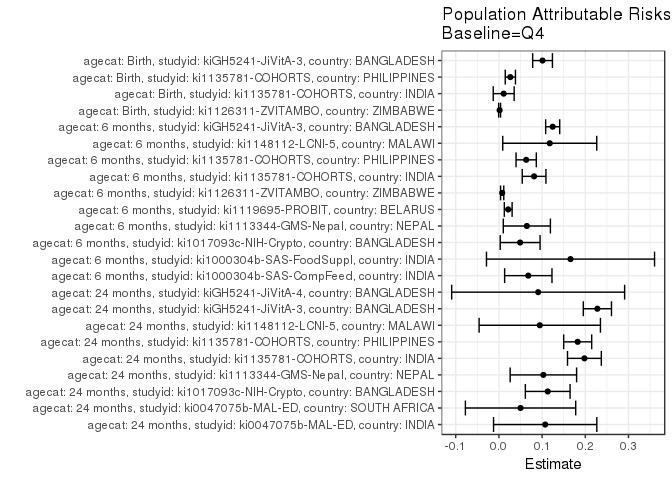 Population Attributable Risks
Baseline=Q4
agecat: Birth, studyid: kiGH5241-JiVitA-3, country: BANGLADESH
agecat: Birth, studyid: ki1135781-COHORTS, country: PHILIPPINES
agecat: Birth, studyid: ki1135781-COHORTS, country: INDIA
agecat: Birth, studyid: ki1126311-ZVITAMBO, country: ZIMBABWE
agecat: 6 months, studyid: kiGH5241-JiVitA-3, country: BANGLADESH
agecat: 6 months, studyid: ki1148112-LCNI-5, country: MALAWI
agecat: 6 months, studyid: ki1135781-COHORTS, country: PHILIPPINES
agecat: 6 months, studyid: ki1135781-COHORTS, country: INDIA
agecat: 6 months, studyid: ki1126311-ZVITAMBO, country: ZIMBABWE
agecat: 6 months, studyid: ki1119695-PROBIT, country: BELARUS
agecat: 6 months, studyid: ki1113344-GMS-Nepal, country: NEPAL
agecat: 6 months, studyid: ki1017093c-NIH-Crypto, country: BANGLADESH
agecat: 6 months, studyid: ki1000304b-SAS-FoodSuppl, country: INDIA
agecat: 6 months, studyid: ki1000304b-SAS-CompFeed, country: INDIA
agecat: 24 months, studyid: kiGH5241-JiVitA-4, country: BANGLADESH
agecat: 24 months, studyid: kiGH5241-JiVitA-3, country: BANGLADESH
agecat: 24 months, studyid: ki1148112-LCNI-5, country: MALAWI
agecat: 24 months, studyid: ki1135781-COHORTS, country: PHILIPPINES
agecat: 24 months, studyid: ki1135781-COHORTS, country: INDIA
agecat: 24 months, studyid: ki1113344-GMS-Nepal, country: NEPAL
agecat: 24 months, studyid: ki1017093c-NIH-Crypto, country: BANGLADESH
agecat: 24 months, studyid: ki0047075b-MAL-ED, country: SOUTH AFRICA
agecat: 24 months, studyid: ki0047075b-MAL-ED, country: INDIA
-0.1 0.0 0.1 0.2 0.3
Estimate